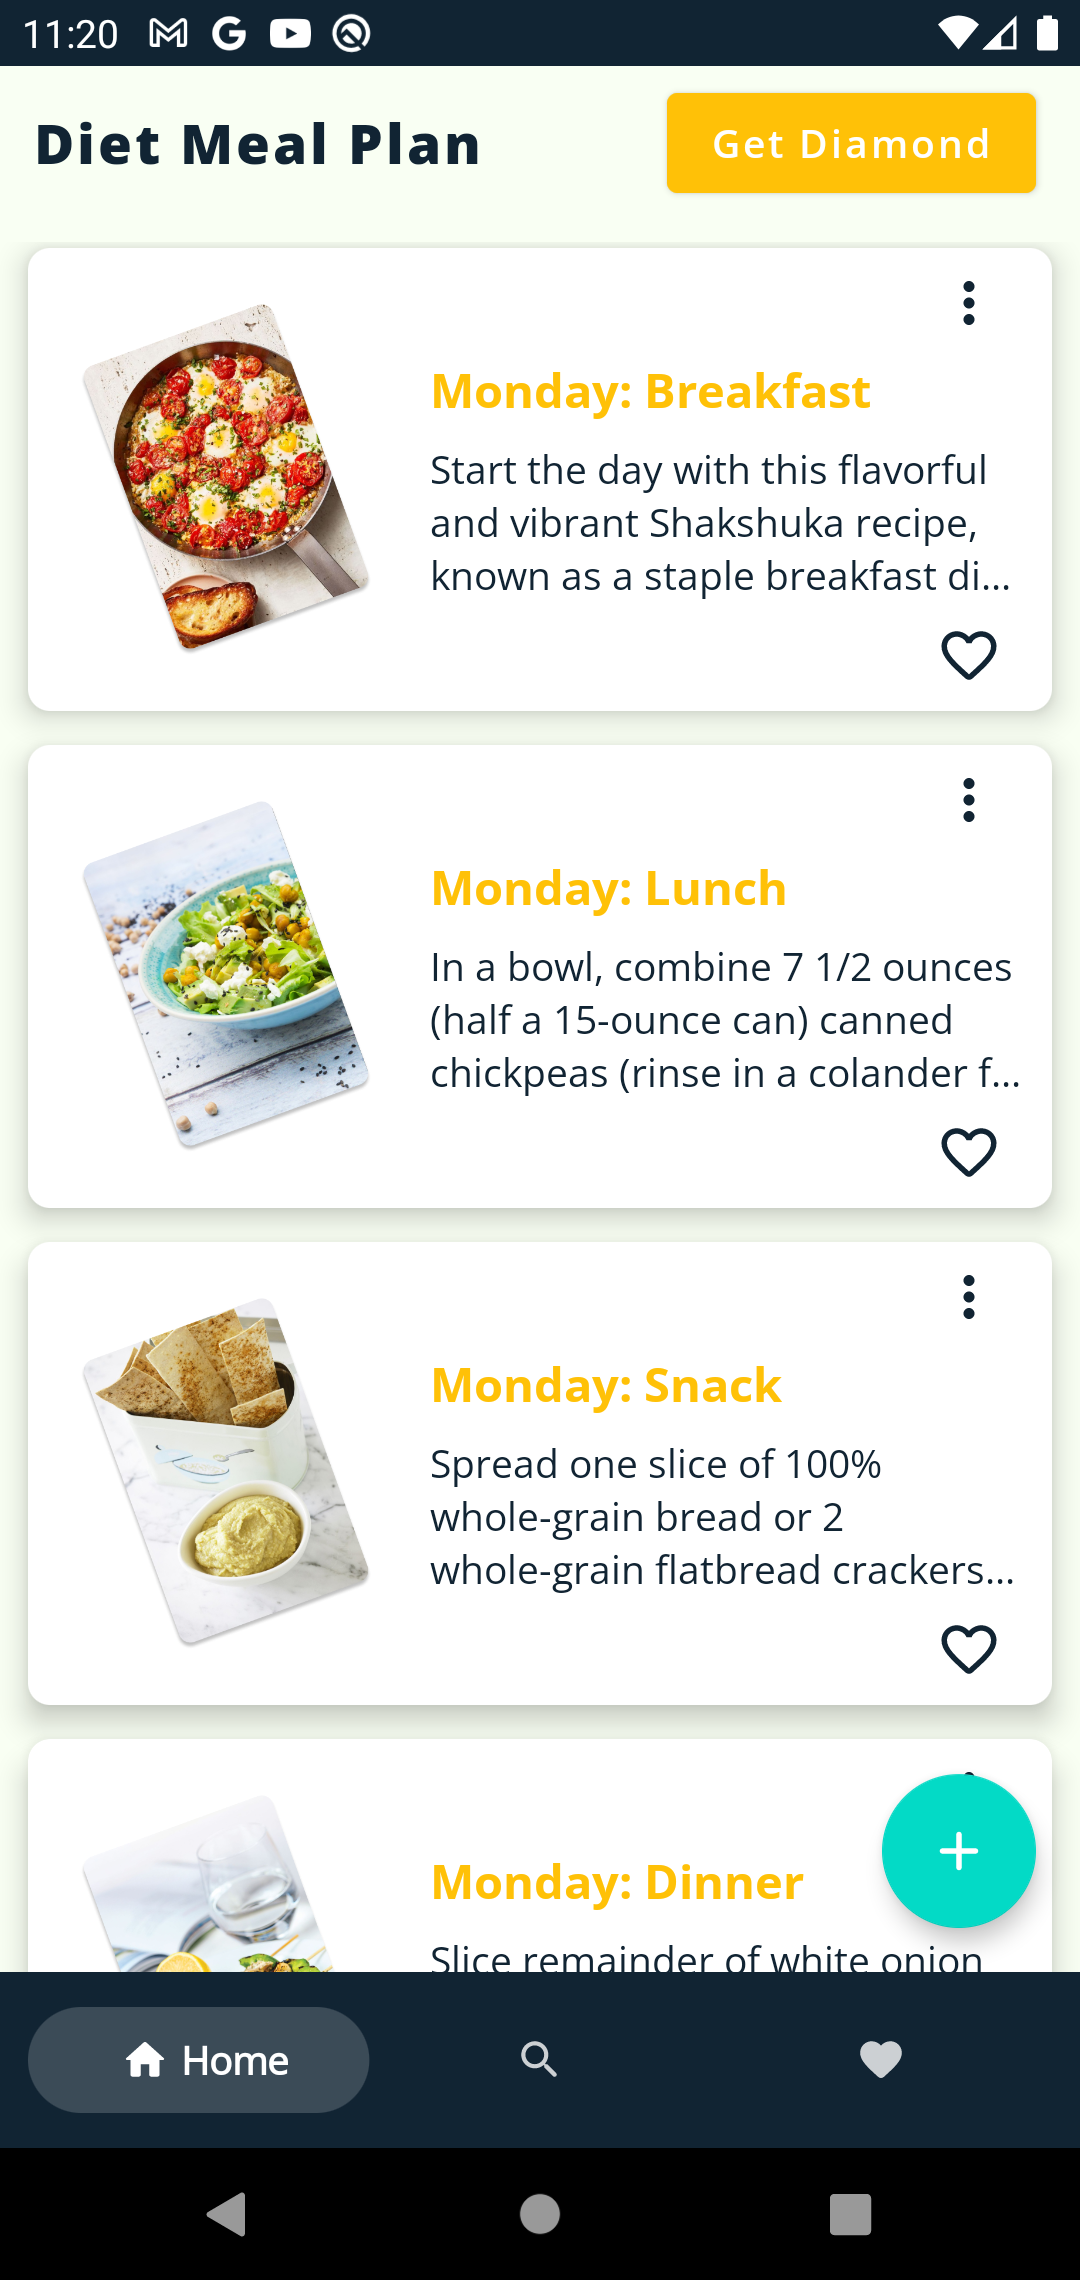 11:20
Diet Meal Plan
Get Diamond
Monday: Breakfast
Start the day with this flavorful
and vibrant Shakshuka recipe,
known as a staple breakfast di...
Monday: Lunch
In a bowl, combine 7 1/2 ounces
(half a 15-ounce can) canned
chickpeas (rinse in a colander f...
Monday: Snack
Spread one slice of 100%
whole-grain bread or 2
whole-grain flatbread crackers...
Monday: Dinner
Slice remainder of white onion
Home